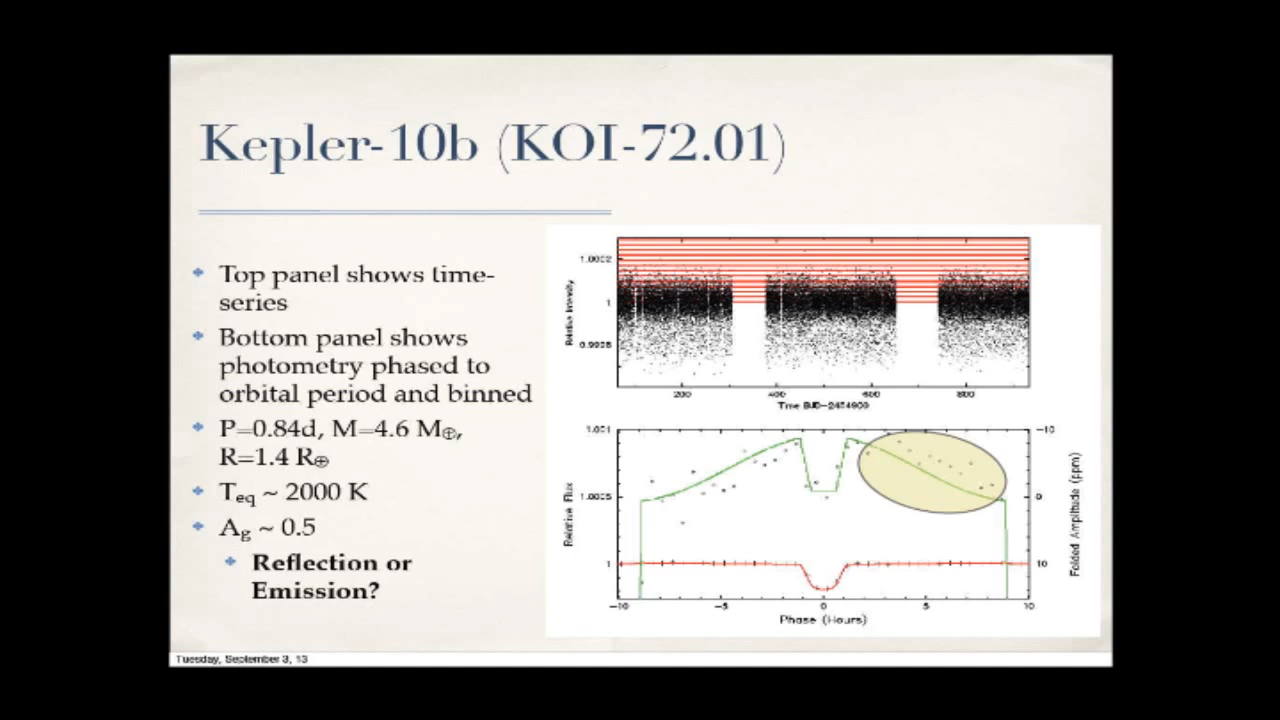 Kepler-10b (KOI-72.01)
Top panel shows time-
series
Bottom panel shows
photometry phased to
orbital period and binned
P=0.84d, M=4.6 M⊕,
R=1.4 R⊕
Teq ~ 2000 K
Ag ~ 0.5
Reflection or
Emission?
Relative Intensity
1.0002
1
0.9998
200 400 600 800
Time BJD-2454900
Relative Flux
1.001
1.0005
1
-10
0
10
Folded Amplitude (ppm)
-10 -5 0 5 10
Phase (Hours)
Tuesday, September 3, 13